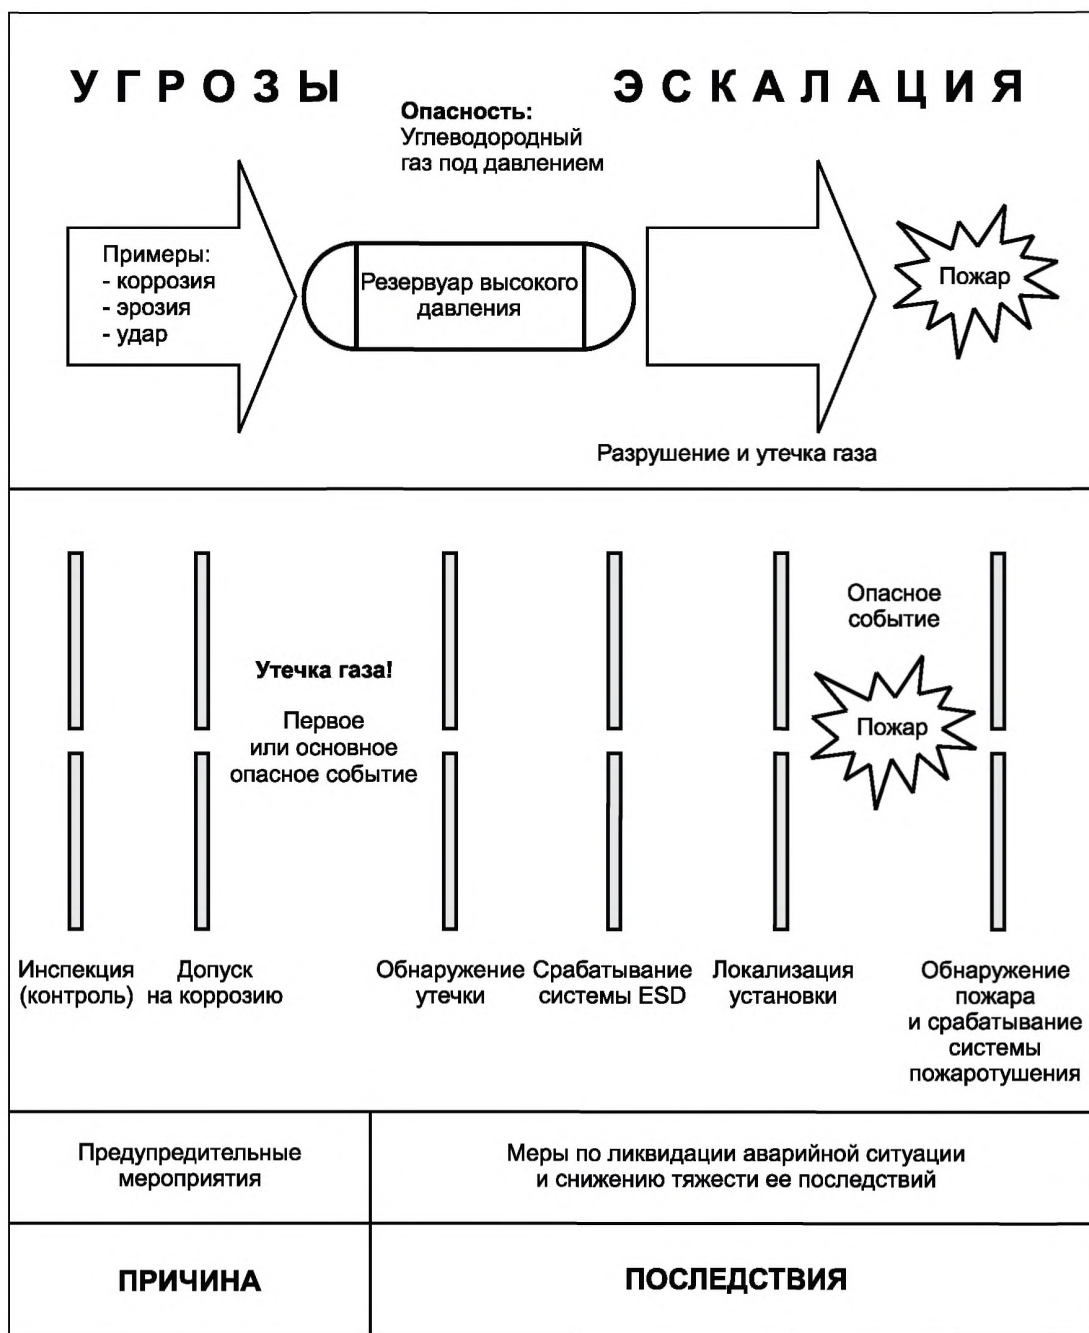 УГРОЗЫ
ЭСКАЛАЦИЯ
Опасность:
Углеводородный
газ под давлением
Примеры:
- коррозия
- эрозия
- удар
Резервуар высокого
давления
Пожар
Разрушение и утечка газа
Утечка газа!
Первое
или основное
опасное событие
Опасное
событие
Пожар
Инспекция
(контроль)
Допуск
на коррозию
Обнаружение
утечки
Срабатывание
системы ESD
Локализация
установки
Обнаружение
пожара
и срабатывание
системы
пожаротушения
Предупредительные
мероприятия
Меры по ликвидации аварийной ситуации
и снижению тяжести ее последствий
ПРИЧИНА
ПОСЛЕДСТВИЯ